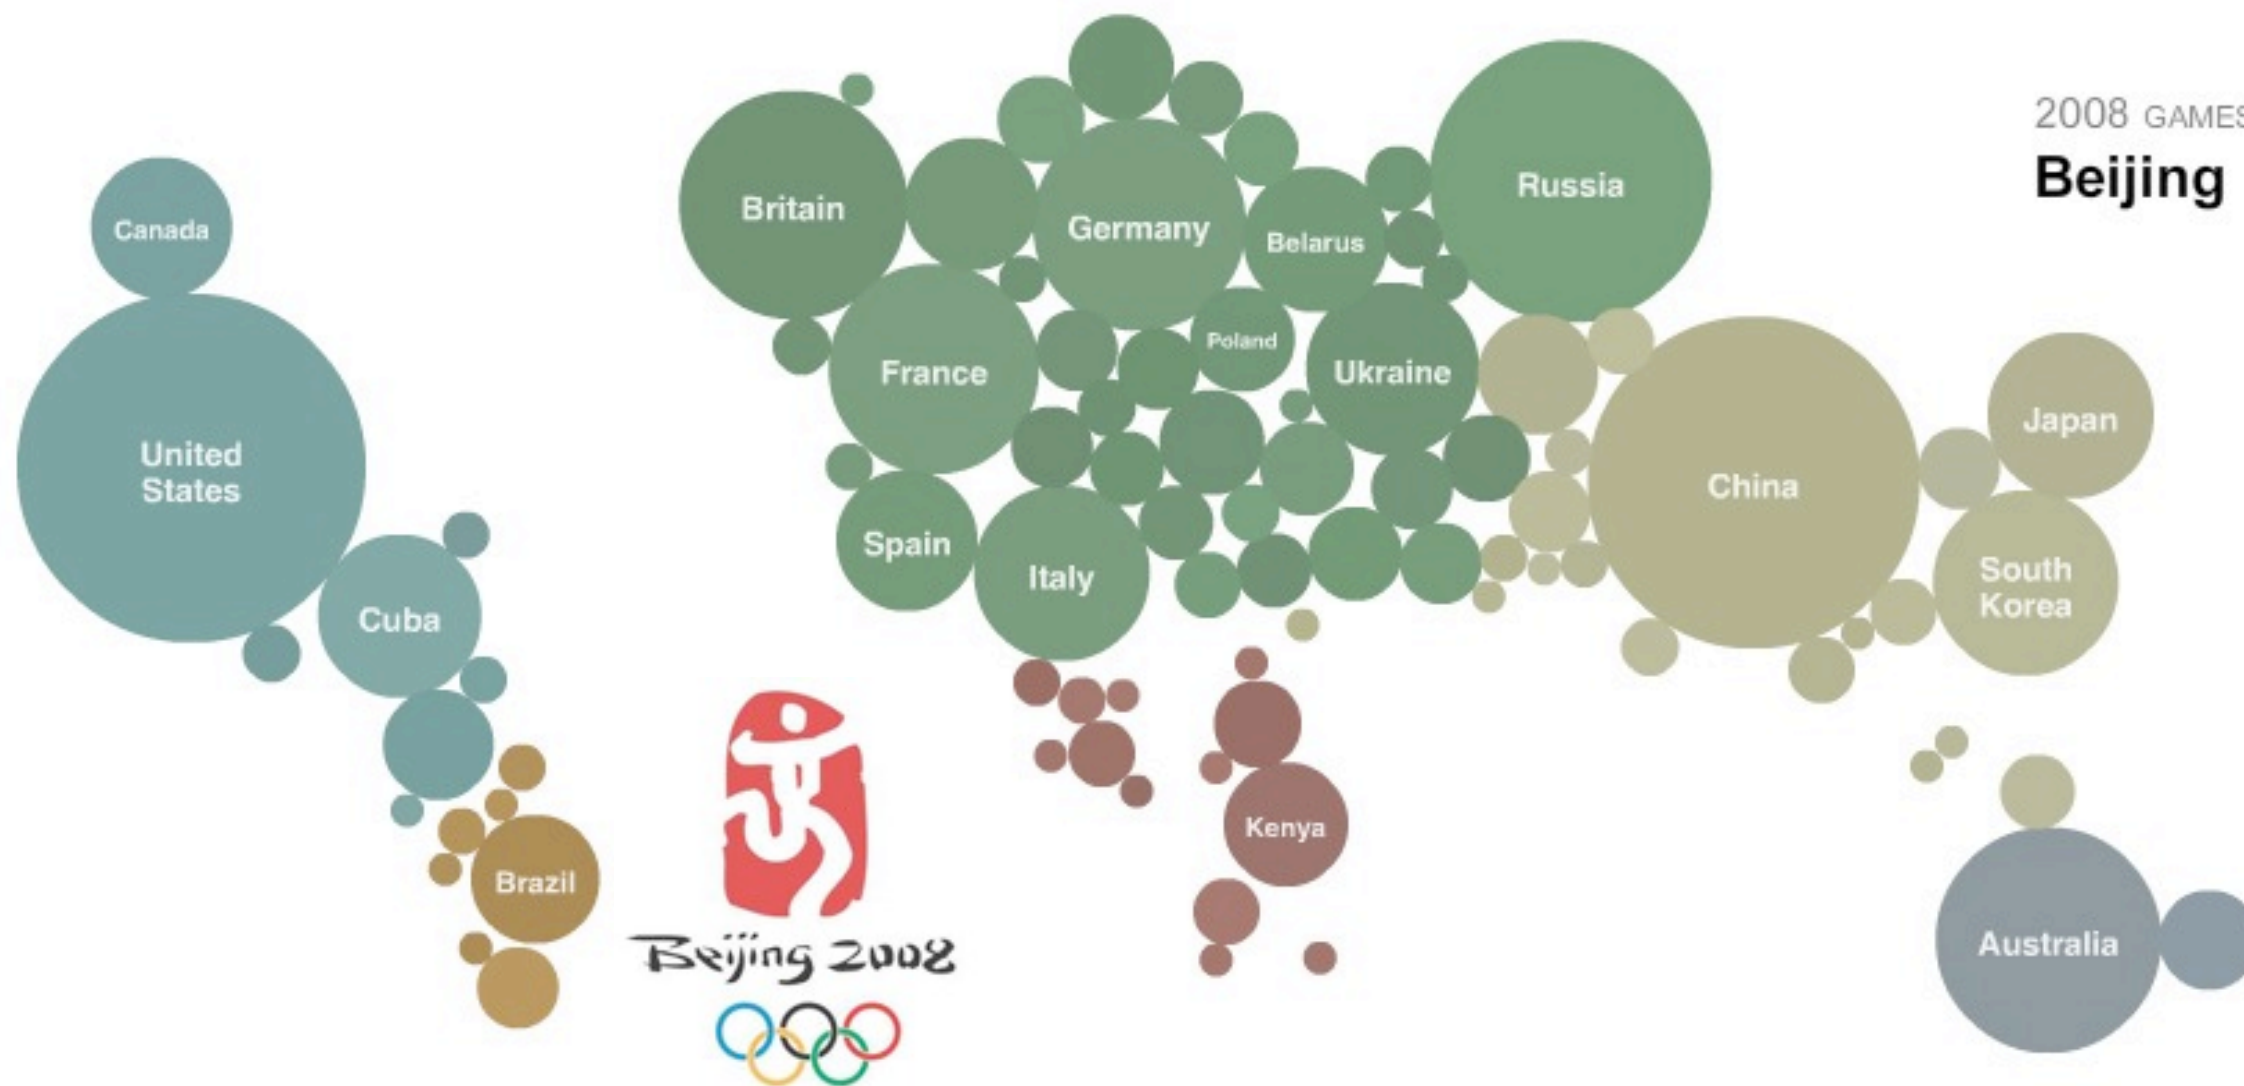 2008 GAMES
Beijing
Canada
United
States
Cuba
Brazil
Britain
Germany
Belarus
Russia
France
Poland
Ukraine
Spain
Italy
Kenya
China
Japan
South
Korea
Australia
Beijing 2008